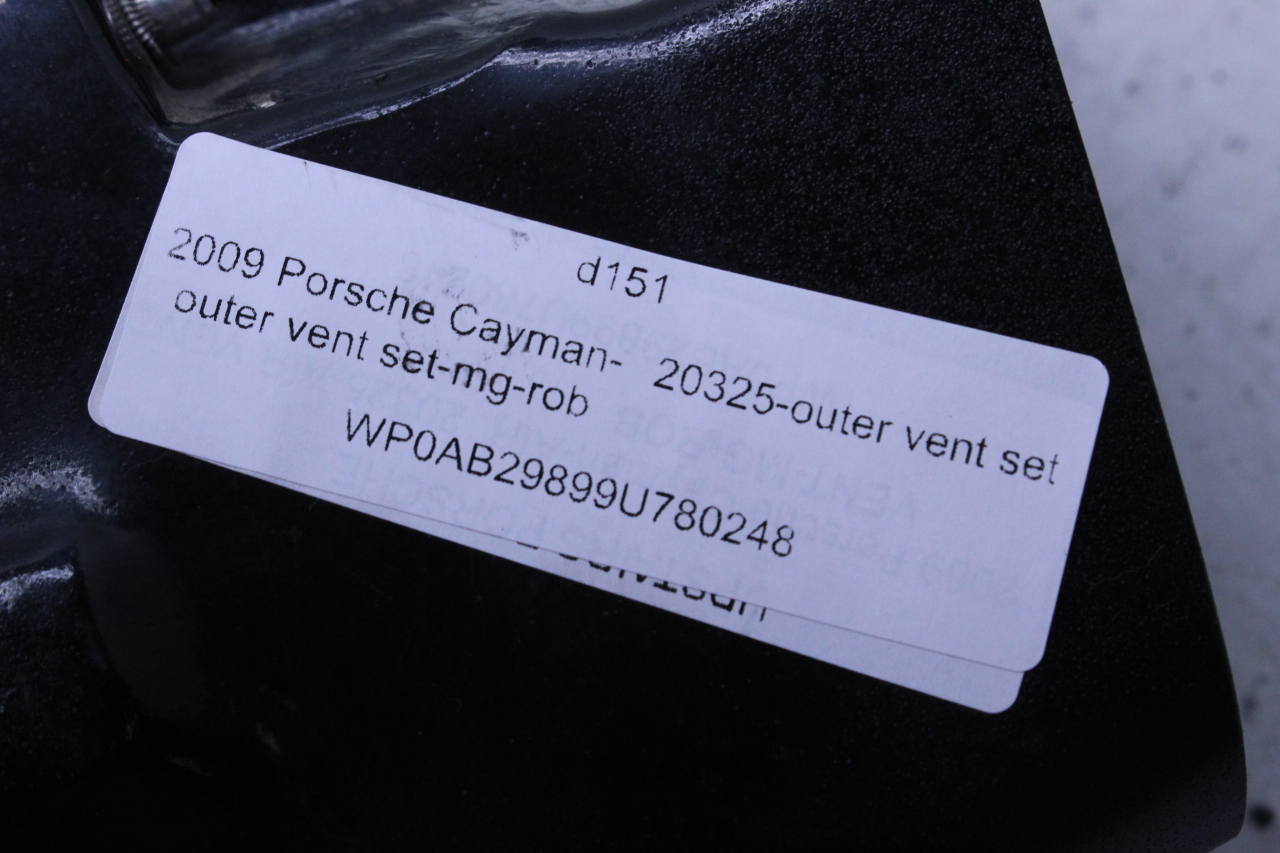 d151
2009 Porsche Cayman- 20325-outer vent set
outer vent set-mg-rob
WP0AB29899U780248